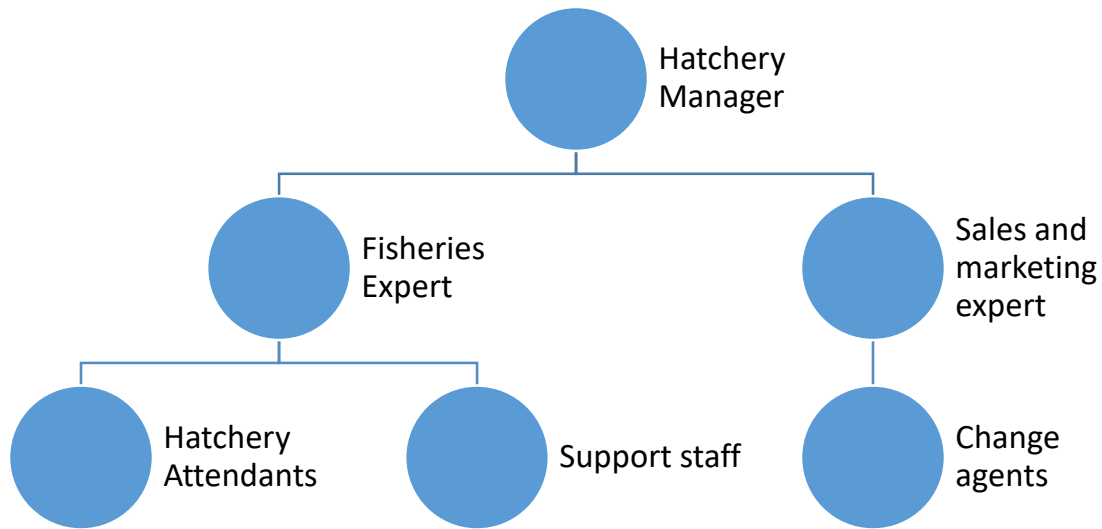 Hatchery
Manager
Fisheries
Expert
Sales and
marketing
expert
Hatchery
Attendants
Support staff
Change
agents